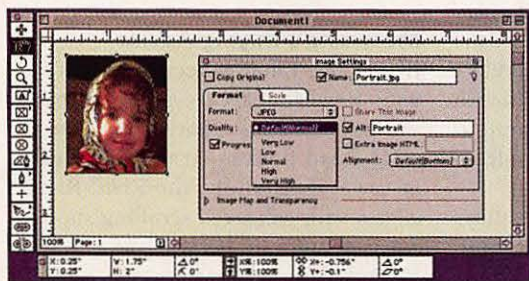 Document1
Image Settings
Copy Original
Name: Portrait.jpg
Format
Scale
Format: JPEG
Share This Image
Quality: Default[Normal]
Alt: Portrait
Progres
Very Low
Low
Normal
High
Very High
Extra Image HTML:
Alignment: Default[Bottom]
Image Map and Transparency
100% Page: 1
X: 0.25" W: 1.75" 0° X%: 100% X+: -0.756" 0°
Y: 0.25" H: 2" 0° Y%: 100% Y+: -0.1" 0°